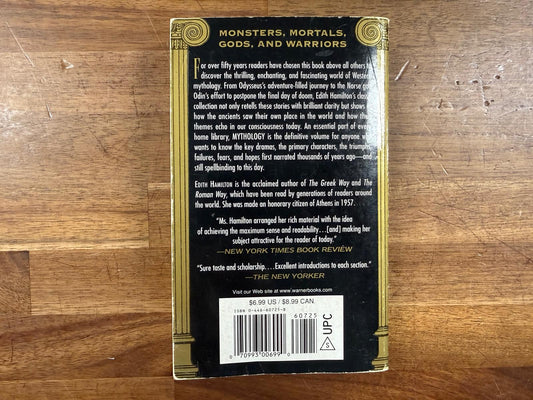 MONSTERS, MORTALS,
GODS, AND WARRIORS
For over fifty years readers have chosen this book above all others to
discover the thrilling, enchanting, and fascinating world of Western
mythology. From Odysseus's adventure-filled journey to the Norse god
Odin's effort to postpone the final day of doom, Edith Hamilton's classic
collection not only retells these stories with brilliant clarity but shows us
how the ancients saw their own place in the world and how their
themes echo in our consciousness today. An essential part of every
home library, MYTHOLOGY is the definitive volume for anyone who
wants to know the key dramas, the primary characters, the triumphs,
failures, fears, and hopes first narrated thousands of years ago—and
still spellbinding to this day.
EDITH HAMILTON is the acclaimed author of The Greek Way and The
Roman Way, which have been read by generations of readers around
the world. She was made an honorary citizen of Athens in 1957.
"Ms. Hamilton arranged her rich material with the idea
of achieving the maximum sense and readability...[and] making her
subject attractive for the reader of today."
—NEW YORK TIMES BOOK REVIEW
"Sure taste and scholarship....Excellent introductions to each section."
—THE NEW YORKER
Visit our Web site at www.warnerbooks.com
$6.99 US / $8.99 CAN
ISBN 0-446-60725-8
60725
0 70993 00699 0
S UPC